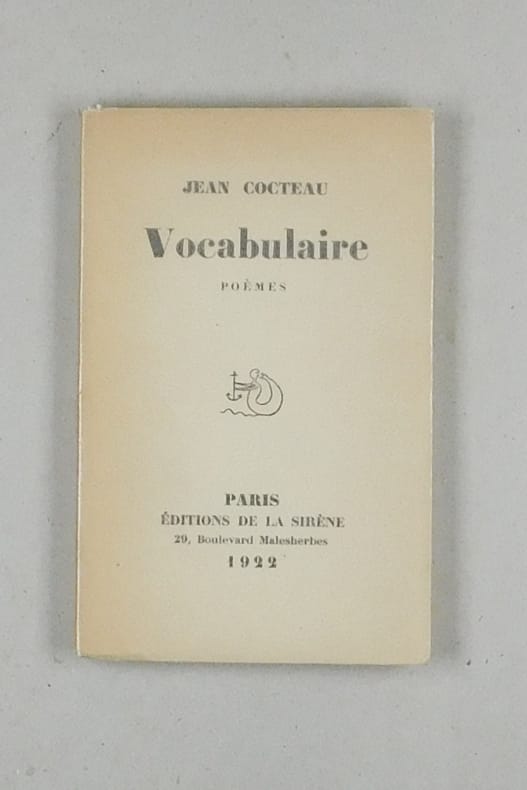 JEAN COCTEAU
Vocabulaire
POÈMES
PARIS
ÉDITIONS DE LA SIRÈNE
29, Boulevard Malesherbes
1922